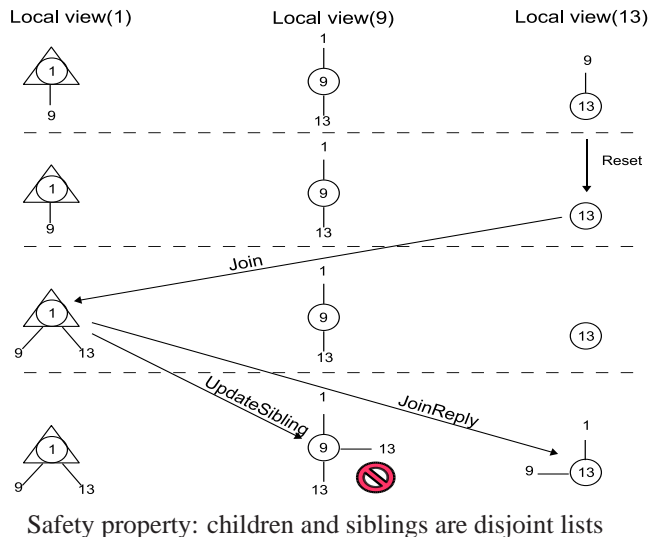 Local view(1) Local view(9) Local view(13)
1
1 9 9
9 13 13
Reset
1
1 9
9 13 13
Join
1
1 9
9 13 13 13
UpdateSibling JoinReply
1 1
1 9 13
9 13 13 9 13
Safety property: children and siblings are disjoint lists